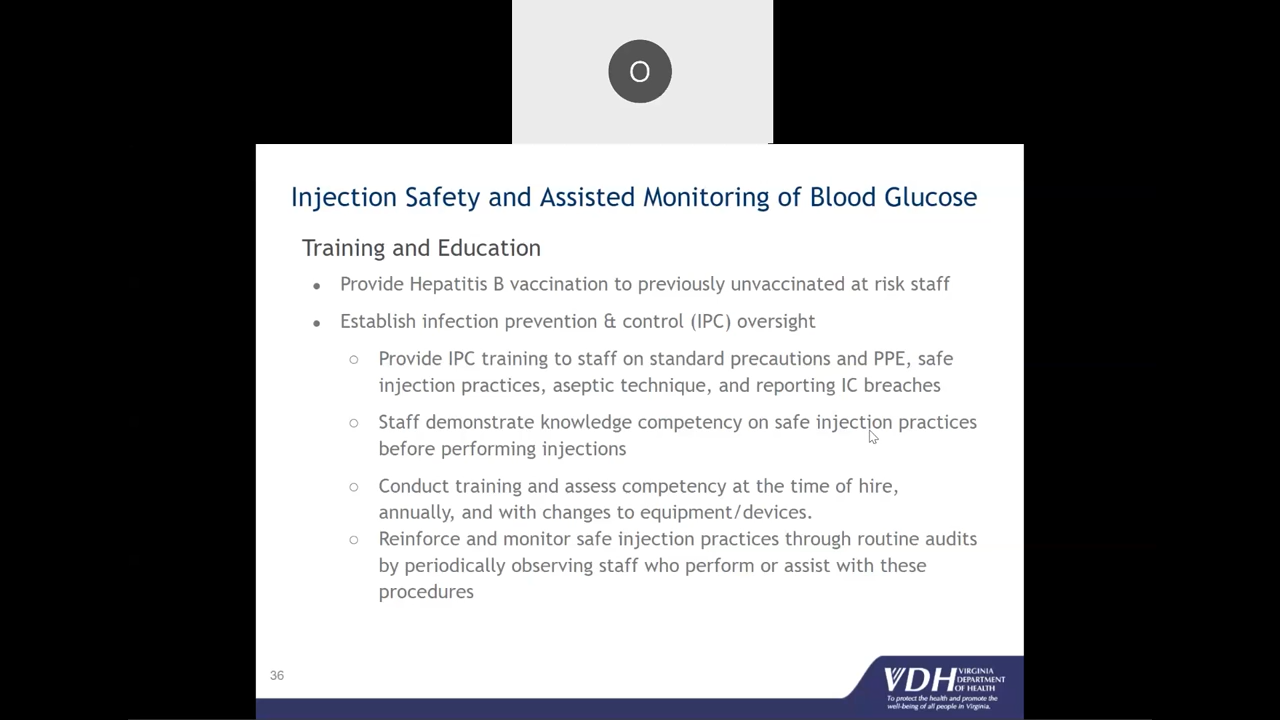 O
Injection Safety and Assisted Monitoring of Blood Glucose
Training and Education
• Provide Hepatitis B vaccination to previously unvaccinated at risk staff
• Establish infection prevention & control (IPC) oversight
○ Provide IPC training to staff on standard precautions and PPE, safe
injection practices, aseptic technique, and reporting IC breaches
○ Staff demonstrate knowledge competency on safe injection practices
before performing injections
○ Conduct training and assess competency at the time of hire,
annually, and with changes to equipment/devices.
○ Reinforce and monitor safe injection practices through routine audits
by periodically observing staff who perform or assist with these
procedures
36
VDH VIRGINIA
DEPARTMENT
OF HEALTH
To protect the health and promote the
well-being of all people in Virginia.